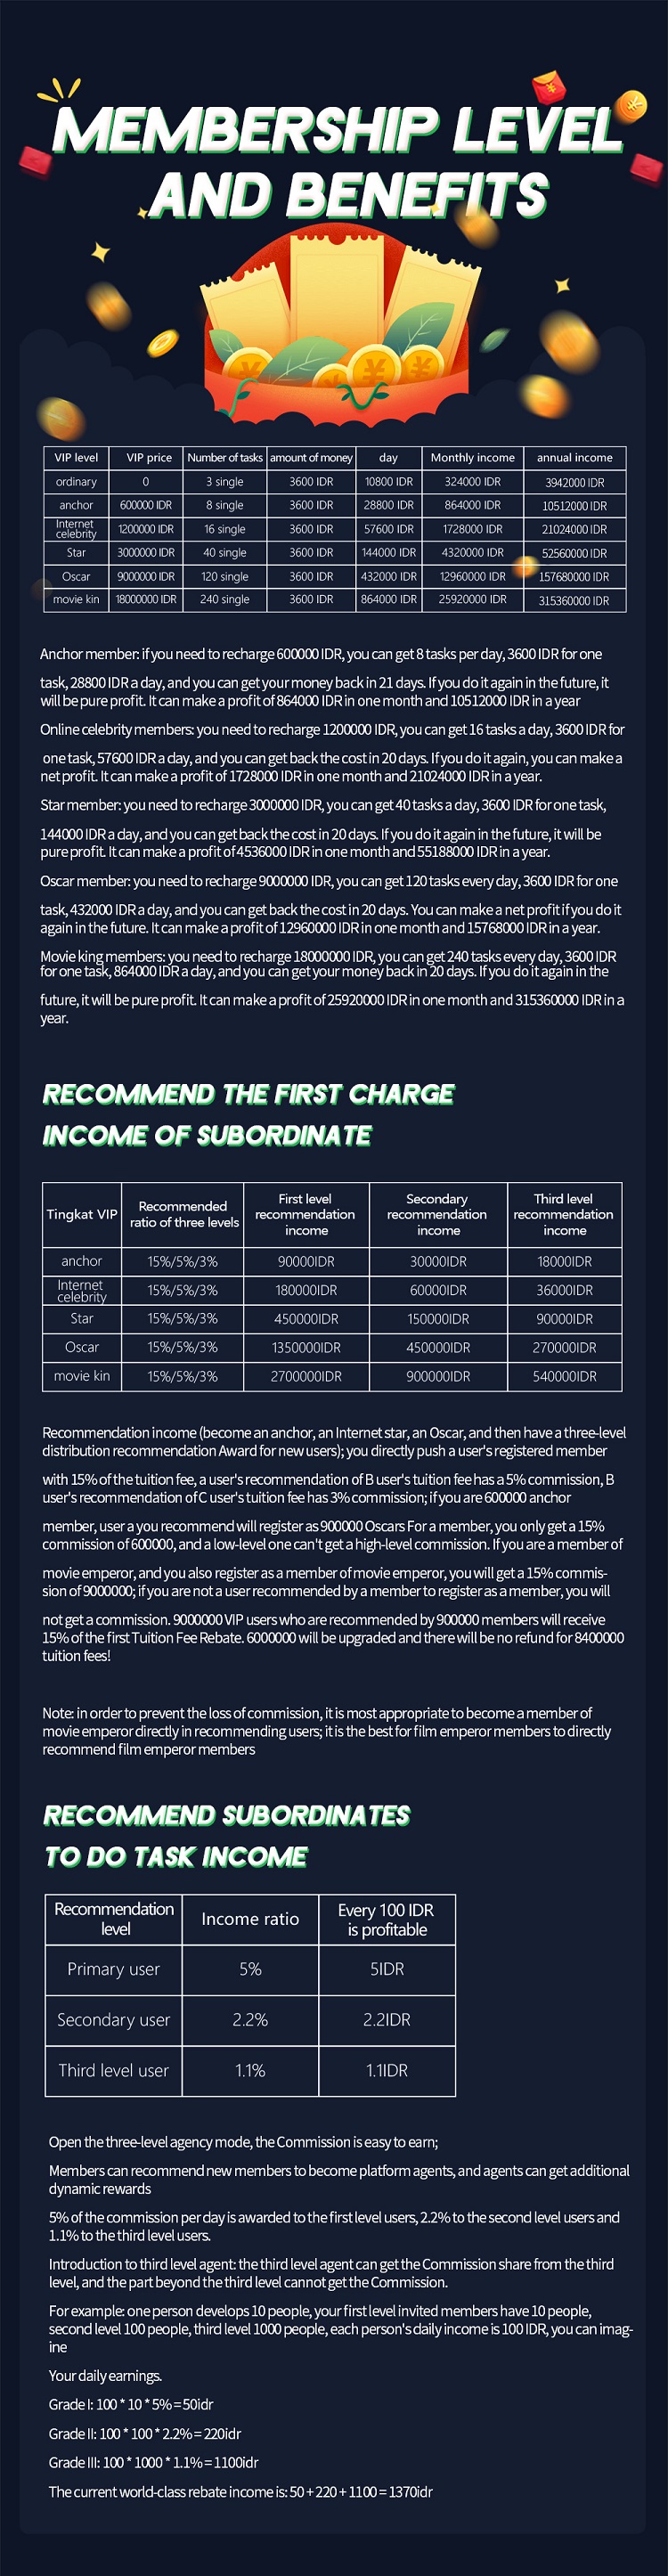 MEMBERSHIP LEVEL
AND BENEFITS
VIP level VIP price Number of tasks amount of money day Monthly income annual income
ordinary 0 3 single 3600 IDR 10800 IDR 324000 IDR 3942000 IDR
anchor 600000 IDR 8 single 3600 IDR 28800 IDR 864000 IDR 10512000 IDR
Internet celebrity 1200000 IDR 16 single 3600 IDR 57600 IDR 1728000 IDR 21024000 IDR
Star 3000000 IDR 40 single 3600 IDR 144000 IDR 4320000 IDR 52560000 IDR
Oscar 9000000 IDR 120 single 3600 IDR 432000 IDR 12960000 IDR 157680000 IDR
movie kin 18000000 IDR 240 single 3600 IDR 864000 IDR 25920000 IDR 315360000 IDR
Anchor member: if you need to recharge 600000 IDR, you can get 8 tasks per day, 3600 IDR for one
task, 28800 IDR a day, and you can get your money back in 21 days. If you do it again in the future, it
will be pure profit. It can make a profit of 864000 IDR in one month and 10512000 IDR in a year
Online celebrity members: you need to recharge 1200000 IDR, you can get 16 tasks a day, 3600 IDR for
one task, 57600 IDR a day, and you can get back the cost in 20 days. If you do it again, you can make a
net profit. It can make a profit of 1728000 IDR in one month and 21024000 IDR in a year.
Star member: you need to recharge 3000000 IDR, you can get 40 tasks a day, 3600 IDR for one task,
144000 IDR a day, and you can get back the cost in 20 days. If you do it again in the future, it will be
pure profit. It can make a profit of 4536000 IDR in one month and 55188000 IDR in a year.
Oscar member: you need to recharge 9000000 IDR, you can get 120 tasks every day, 3600 IDR for one
task, 432000 IDR a day, and you can get back the cost in 20 days. You can make a net profit if you do it
again in the future. It can make a profit of 12960000 IDR in one month and 15768000 IDR in a year.
Movie king members: you need to recharge 18000000 IDR, you can get 240 tasks every day, 3600 IDR
for one task, 864000 IDR a day, and you can get your money back in 20 days. If you do it again in the
future, it will be pure profit. It can make a profit of 25920000 IDR in one month and 315360000 IDR in a
year.
RECOMMEND THE FIRST CHARGE
INCOME OF SUBORDINATE
Tingkat VIP Recommended ratio of three levels First level recommendation income Secondary recommendation income Third level recommendation income
anchor 15%/5%/3% 90000IDR 30000IDR 18000IDR
Internet celebrity 15%/5%/3% 180000IDR 60000IDR 36000IDR
Star 15%/5%/3% 450000IDR 150000IDR 90000IDR
Oscar 15%/5%/3% 1350000IDR 450000IDR 270000IDR
movie kin 15%/5%/3% 2700000IDR 900000IDR 540000IDR
Recommendation income (become an anchor, an Internet star, an Oscar, and then have a three-level
distribution recommendation Award for new users); you directly push a user's registered member
with 15% of the tuition fee, a user's recommendation of B user's tuition fee has a 5% commission, B
user's recommendation of C user's tuition fee has 3% commission; if you are 600000 anchor
member, user a you recommend will register as 900000 Oscars For a member, you only get a 15%
commission of 600000, and a low-level one can't get a high-level commission. If you are a member of
movie emperor, and you also register as a member of movie emperor, you will get a 15% commis-
sion of 9000000; if you are not a user recommended by a member to register as a member, you will
not get a commission. 9000000 VIP users who are recommended by 900000 members will receive
15% of the first Tuition Fee Rebate. 6000000 will be upgraded and there will be no refund for 8400000
tuition fees!
Note: in order to prevent the loss of commission, it is most appropriate to become a member of
movie emperor directly in recommending users; it is the best for film emperor members to directly
recommend film emperor members
RECOMMEND SUBORDINATES
TO DO TASK INCOME
Recommendation level Income ratio Every 100 IDR is profitable
Primary user 5% 5IDR
Secondary user 2.2% 2.2IDR
Third level user 1.1% 1.1IDR
Open the three-level agency mode, the Commission is easy to earn;
Members can recommend new members to become platform agents, and agents can get additional
dynamic rewards
5% of the commission per day is awarded to the first level users, 2.2% to the second level users and
1.1% to the third level users.
Introduction to third level agent: the third level agent can get the Commission share from the third
level, and the part beyond the third level cannot get the Commission.
For example: one person develops 10 people, your first level invited members have 10 people,
second level 100 people, third level 1000 people, each person's daily income is 100 IDR, you can imag-
ine
Your daily earnings.
Grade I: 100 * 10 * 5% = 50idr
Grade II: 100 * 100 * 2.2% = 220idr
Grade III: 100 * 1000 * 1.1% = 1100idr
The current world-class rebate income is: 50 + 220 + 1100 = 1370idr